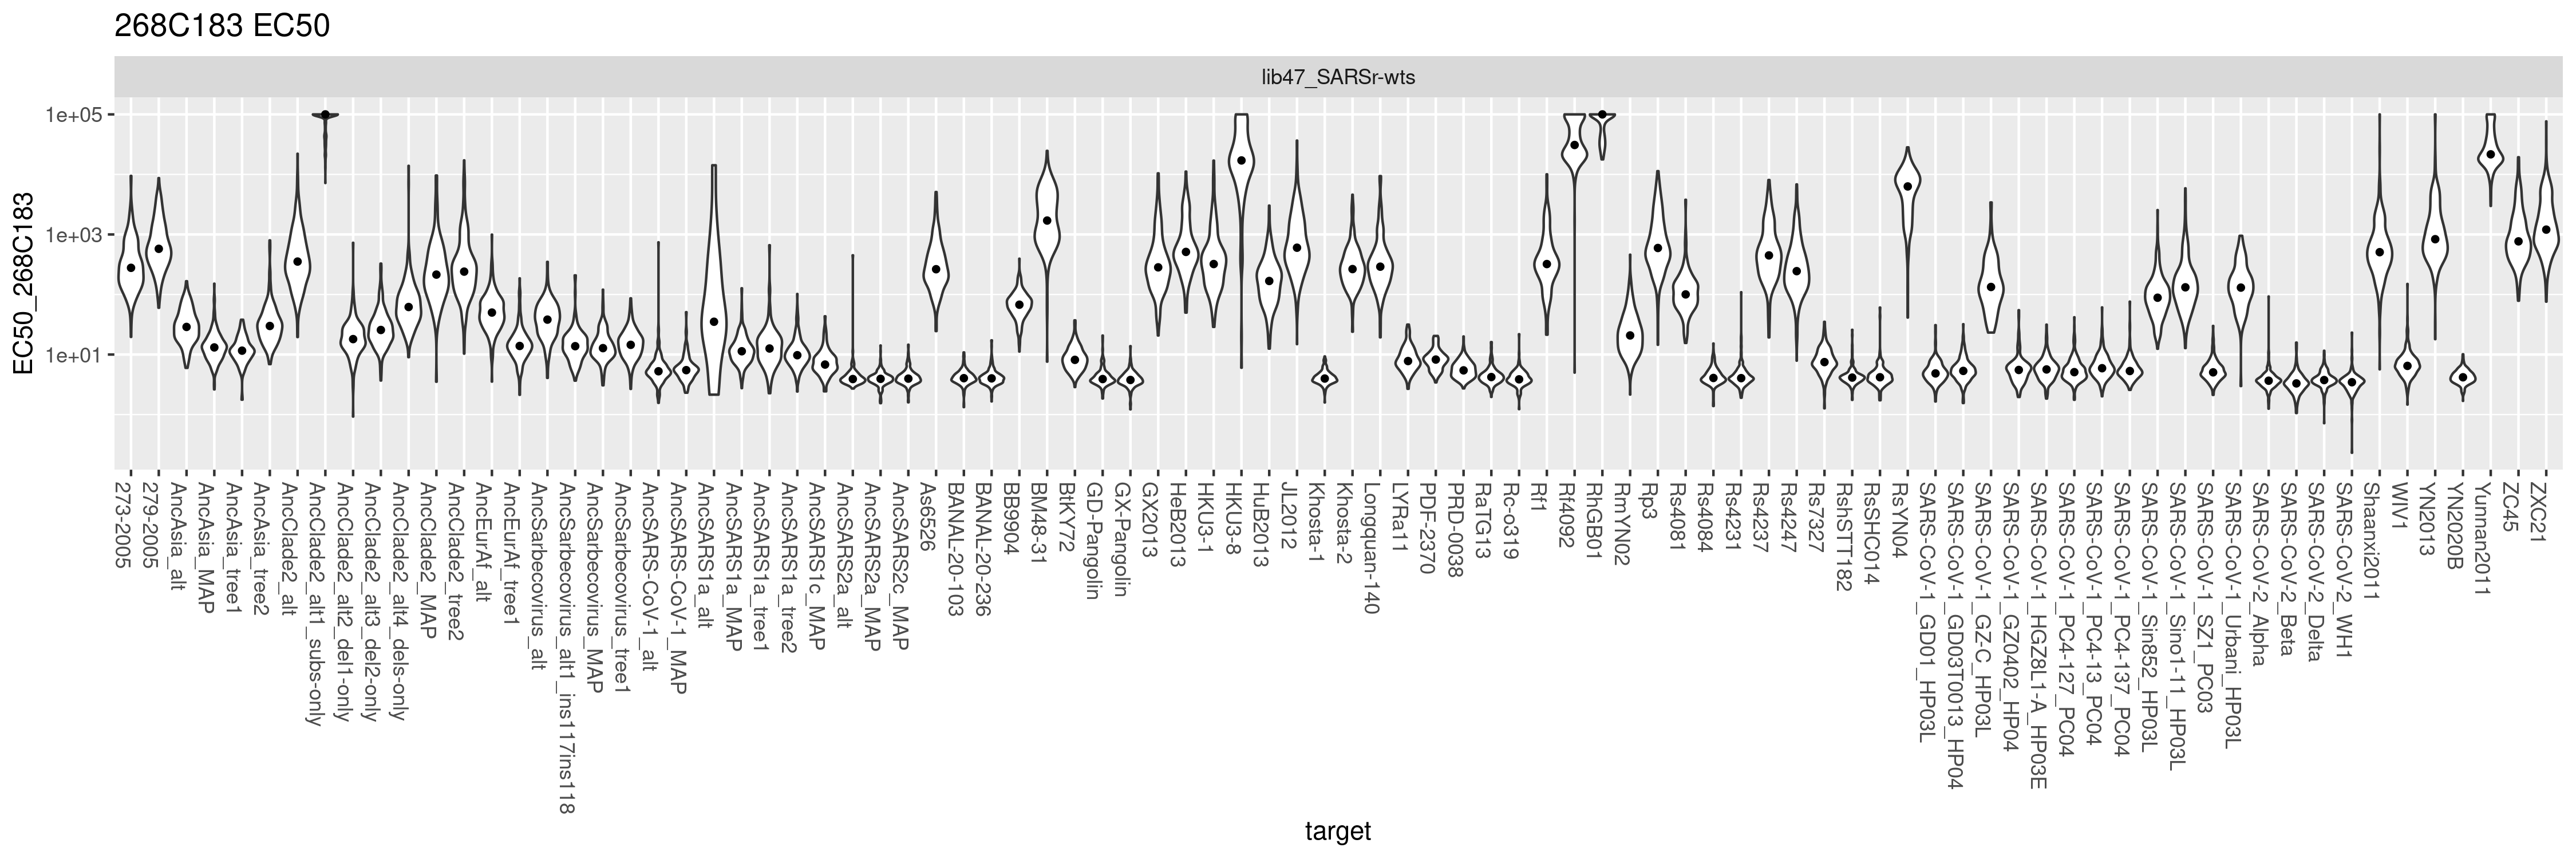 268C183 EC50
lib47_SARSr-wts
EC50_268C183
1e+05
1e+03
1e+01
273-2005
279-2005
AncAsia_alt
AncAsia_MAP
AncAsia_tree1
AncAsia_tree2
AncClade2_alt
AncClade2_alt1_subs-only
AncClade2_alt2_del1-only
AncClade2_alt3_del2-only
AncClade2_alt4_dels-only
AncClade2_MAP
AncClade2_tree2
AncEurAf_alt
AncEurAf_tree1
AncSarbecovirus_alt
AncSarbecovirus_alt1_ins117ins118
AncSarbecovirus_MAP
AncSarbecovirus_tree1
AncSARS-CoV-1_alt
AncSARS-CoV-1_MAP
AncSARS1a_alt
AncSARS1a_MAP
AncSARS1a_tree1
AncSARS1a_tree2
AncSARS1c_MAP
AncSARS2a_alt
AncSARS2a_MAP
AncSARS2c_MAP
As6526
BANAL-20-103
BANAL-20-236
BB9904
BM48-31
BtKY72
GD-Pangolin
GX-Pangolin
GX2013
HeB2013
HKU3-1
HKU3-8
HuB2013
JL2012
Khosta-1
Khosta-2
Longquan-140
LYRa11
PDF-2370
PRD-0038
RaTG13
Rc-o319
Rf1
Rf4092
RhGB01
RmYN02
Rp3
Rs4081
Rs4084
Rs4231
Rs4237
Rs4247
Rs7327
RshSTT182
RsSHC014
RsYN04
SARS-CoV-1_GD01_HP03L
SARS-CoV-1_GD03T0013_HP04
SARS-CoV-1_GZ-C_HP03L
SARS-CoV-1_GZ0402_HP04
SARS-CoV-1_HGZ8L1-A_HP03E
SARS-CoV-1_PC4-127_PC04
SARS-CoV-1_PC4-13_PC04
SARS-CoV-1_PC4-137_PC04
SARS-CoV-1_Sin852_HP03L
SARS-CoV-1_Sino1-11_HP03L
SARS-CoV-1_SZ1_PC03
SARS-CoV-1_Urbani_HP03L
SARS-CoV-2_Alpha
SARS-CoV-2_Beta
SARS-CoV-2_Delta
SARS-CoV-2_WH1
Shaanxi2011
WIV1
YN2013
YN2020B
Yunnan2011
ZC45
ZXC21
target